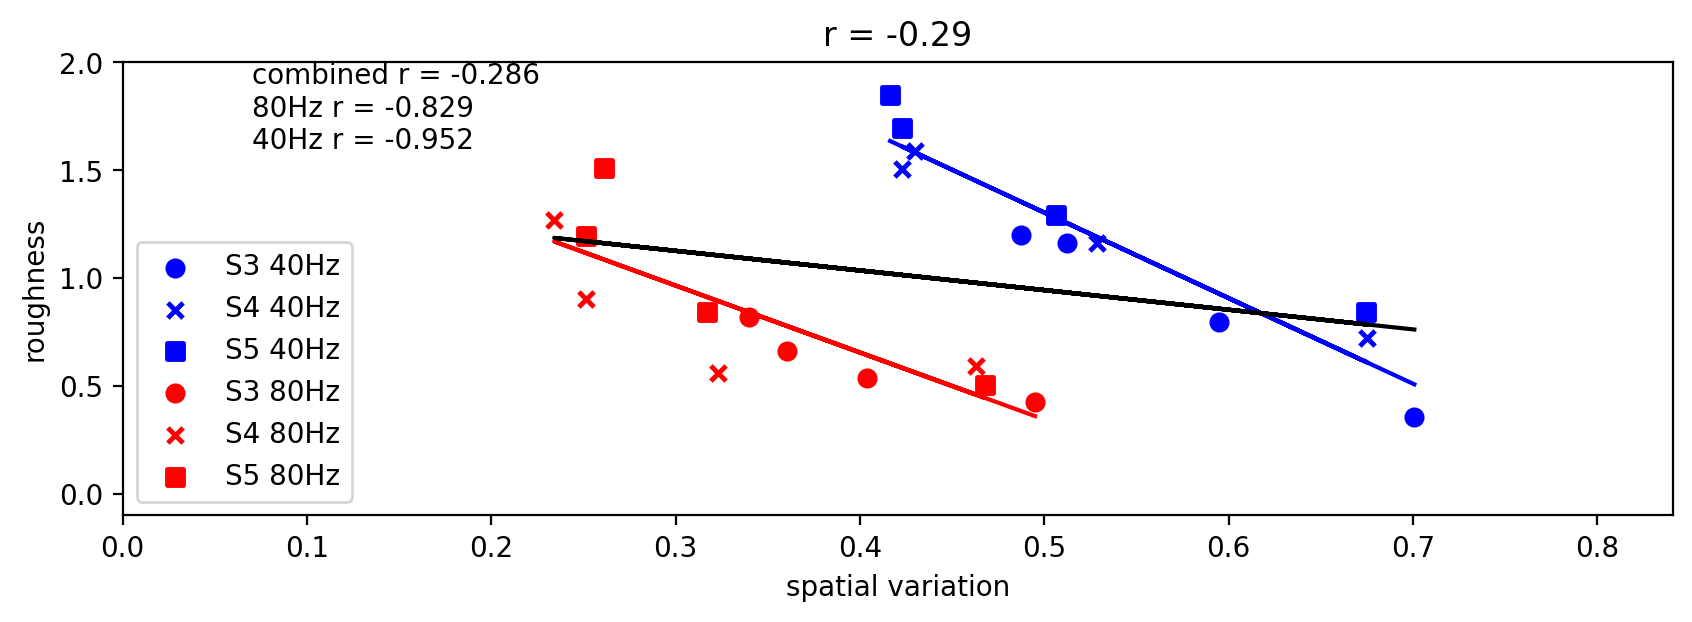 r = -0.29
combined r = -0.286
80Hz r = -0.829
40Hz r = -0.952
2.0
1.5
1.0
0.5
0.0
roughness
S3 40Hz
S4 40Hz
S5 40Hz
S3 80Hz
S4 80Hz
S5 80Hz
0.0 0.1 0.2 0.3 0.4 0.5 0.6 0.7 0.8
spatial variation